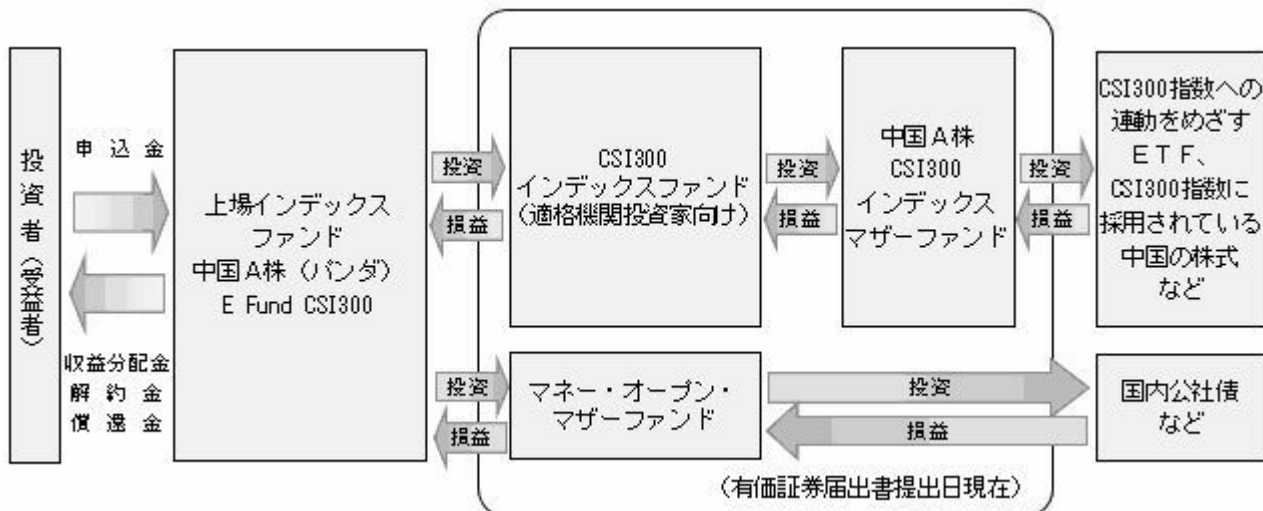 投資者（受益者）
申込金
収益分配金
解約金
償還金
上場インデックス
ファンド
中国A株（パンダ）
E Fund CSI300
投資
損益
CSI300
インデックスファンド
（適格機関投資家向け）
投資
損益
中国A株
CSI300
インデックス
マザーファンド
投資
損益
CSI300指数への
連動をめざす
ETF、
CSI300指数に
採用されている
中国の株式
など
投資
損益
マネー・オープン・
マザーファンド
投資
損益
国内公社債
など
（有価証券届出書提出日現在）